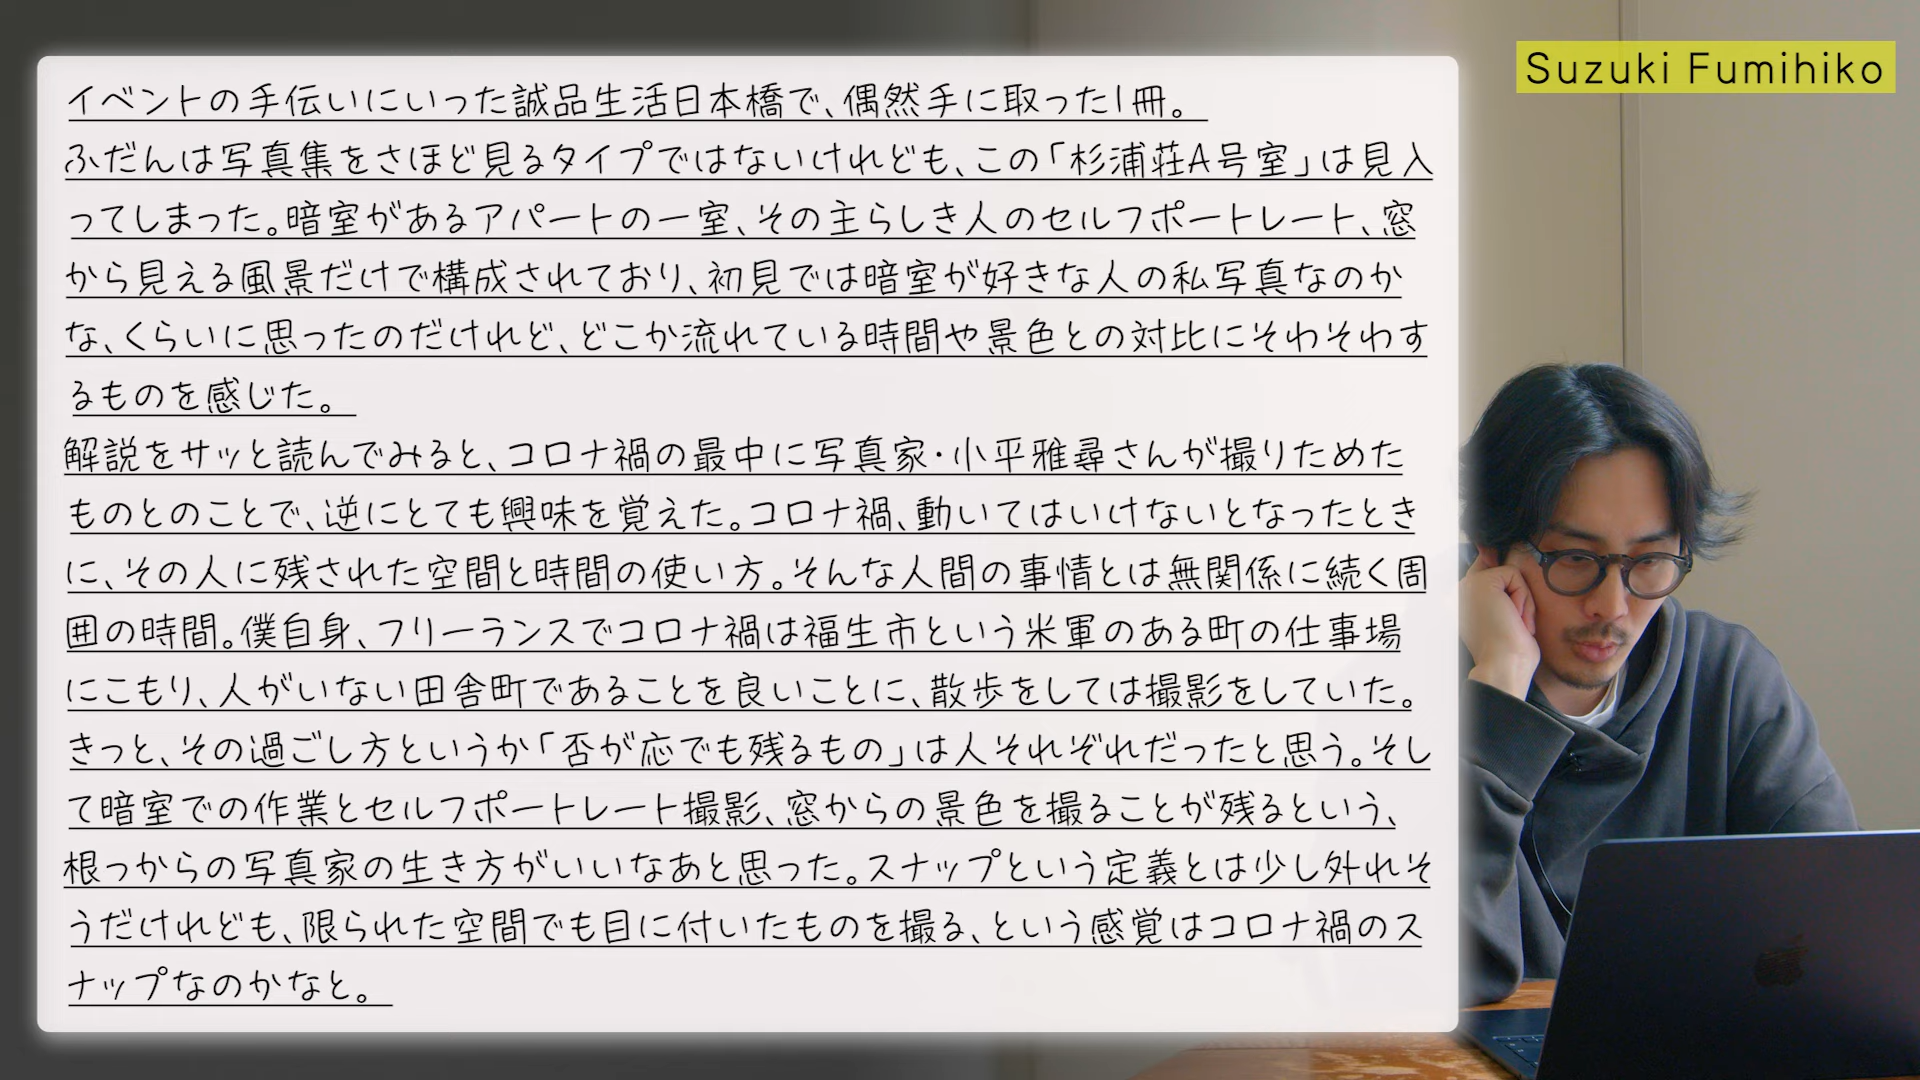 Suzuki Fumihiko
イベントの手伝いにいった誠品生活日本橋で、偶然手に取った1冊。
ふだんは写真集をさほど見るタイプではないけれども、この「杉浦荘A号室」は見入
ってしまった。暗室があるアパートの一室、その主らしき人のセルフポートレート、窓
から見える風景だけで構成されており、初見では暗室が好きな人の私写真なのか
な、くらいに思ったのだけれど、どこか流れている時間や景色との対比にそわそわす
るものを感じた。
解説をサッと読んでみると、コロナ禍の最中に写真家・小平雅尋さんが撮りためた
ものとのことで、逆にとても興味を覚えた。コロナ禍、動いてはいけないとなったとき
に、その人に残された空間と時間の使い方。そんな人間の事情とは無関係に続く周
囲の時間。僕自身、フリーランスでコロナ禍は福生市という米軍のある町の仕事場
にこもり、人がいない田舎町であることを良いことに、散歩をしては撮影をしていた。
きっと、その過ごし方というか「否が応でも残るもの」は人それぞれだったと思う。そし
て暗室での作業とセルフポートレート撮影、窓からの景色を撮ることが残るという、
根っからの写真家の生き方がいいなあと思った。スナップという定義とは少し外れそ
うだけれども、限られた空間でも目に付いたものを撮る、という感覚はコロナ禍のス
ナップなのかなと。